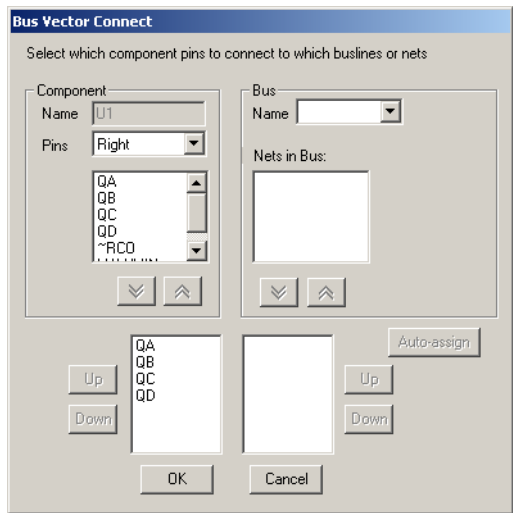 Bus Vector Connect
Select which component pins to connect to which buslines or nets
Component
Name U1
Pins Right
QA
QB
QC
QD
~RCO
Bus
Name
Nets in Bus:
Auto-assign
Up
Down
QA
QB
QC
QD
Up
Down
OK
Cancel